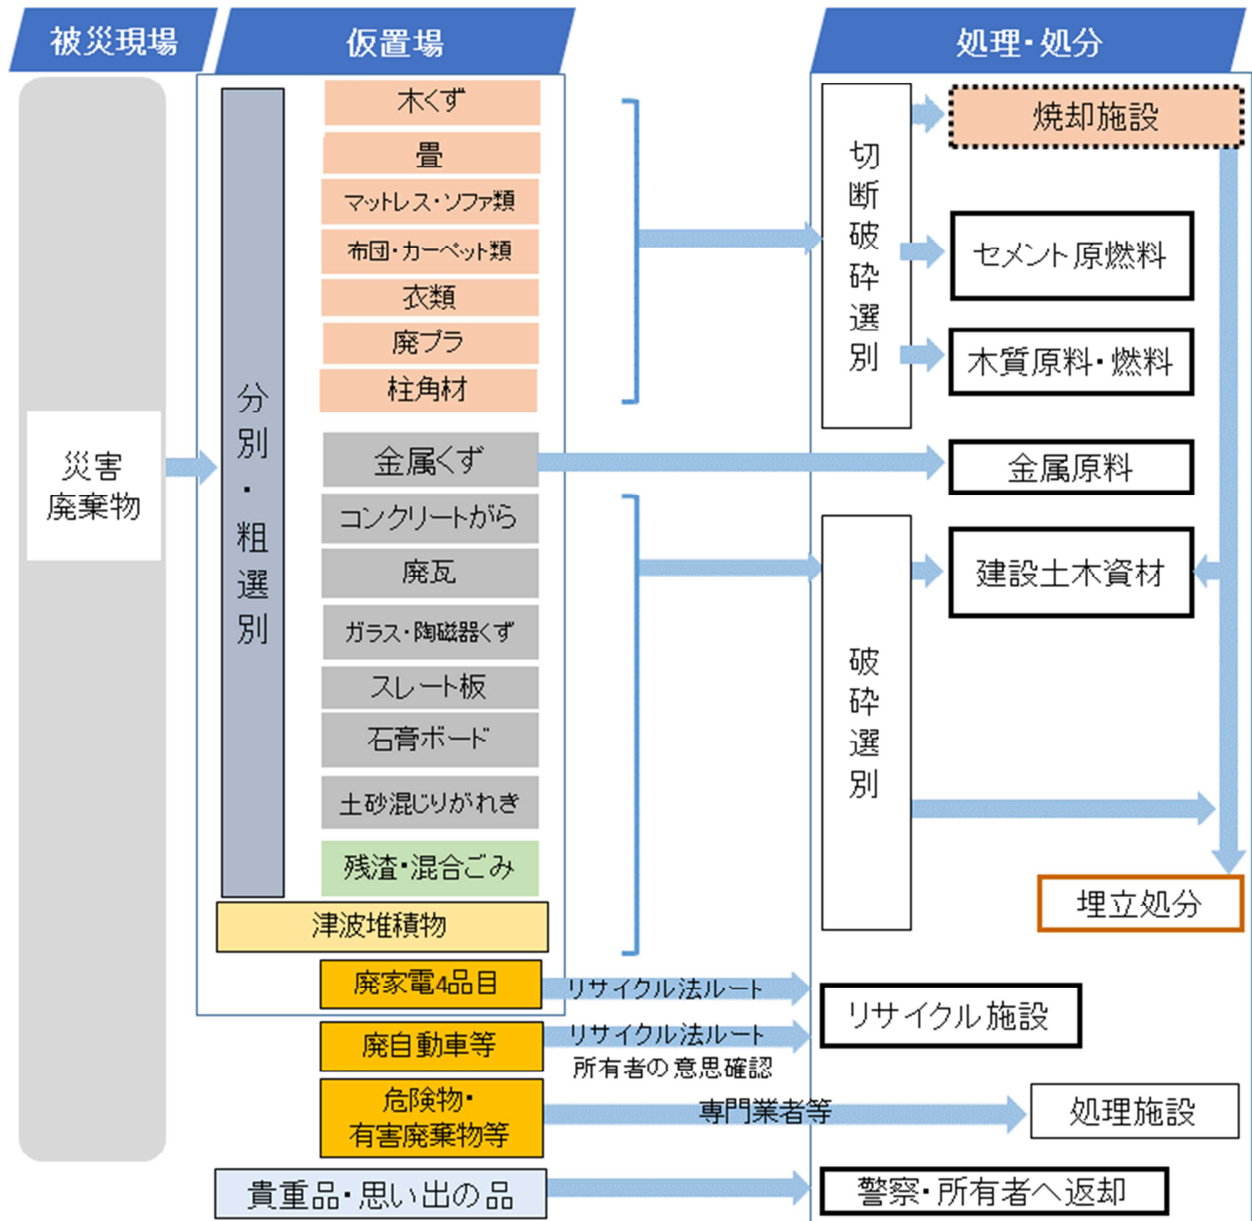 被災現場
仮置場
処理・処分
災害
廃棄物
分別・粗選別
木くず
畳
マットレス・ソファ類
布団・カーペット類
衣類
廃プラ
柱角材
金属くず
コンクリートがら
廃瓦
ガラス・陶磁器くず
スレート板
石膏ボード
土砂混じりがれき
残渣・混合ごみ
津波堆積物
廃家電4品目
廃自動車等
危険物・
有害廃棄物等
貴重品・思い出の品
リサイクル法ルート
リサイクル法ルート
所有者の意思確認
専門業者等
切断破砕選別
焼却施設
セメント原燃料
木質原料・燃料
金属原料
破砕選別
建設土木資材
埋立処分
リサイクル施設
処理施設
警察・所有者へ返却